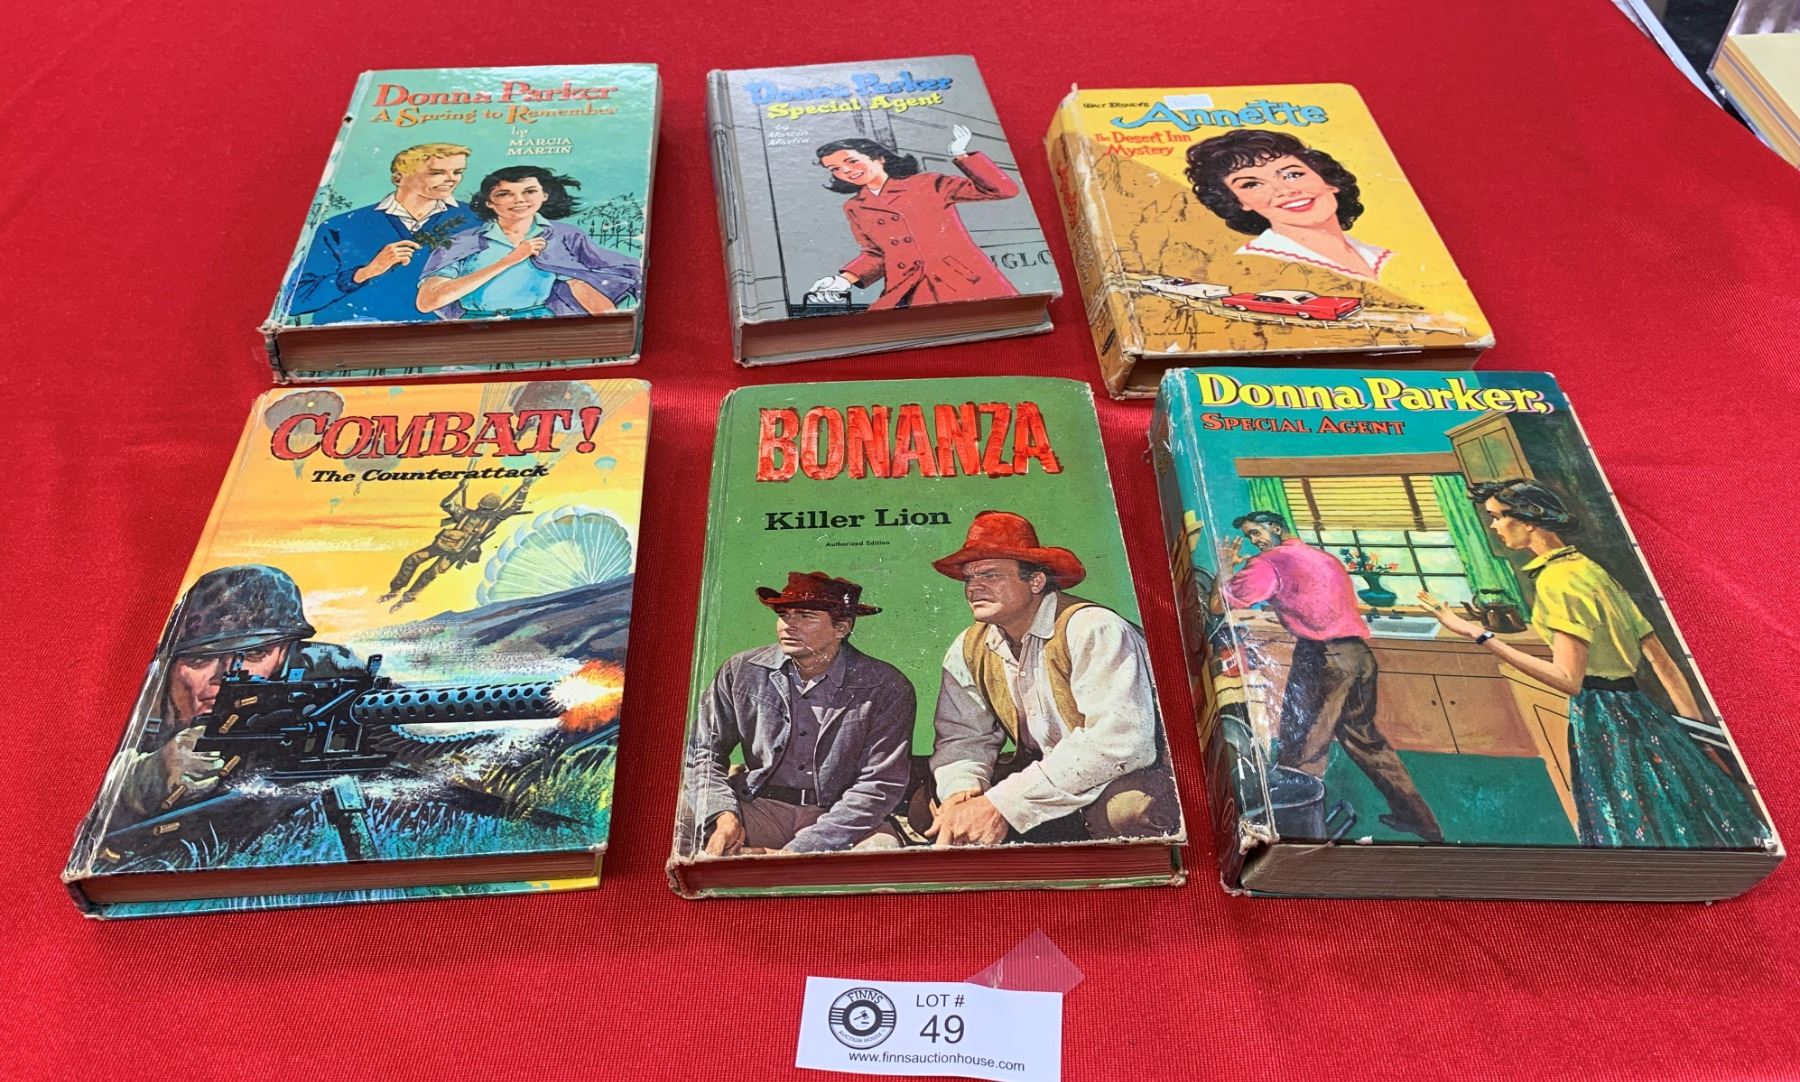 Donna Parker
A Spring to Remember
by
MARCIA
MARTIN
Donna Parker
Special Agent
by
Marcia
Martin
WALT DISNEY'S
Annette
The Desert Inn
Mystery
COMBAT!
The Counterattack
BONANZA
Killer Lion
Authorized Edition
Donna Parker,
SPECIAL AGENT
FINNS
AUCTION HOUSE
LOT #
49
www.finnsauctionhouse.com